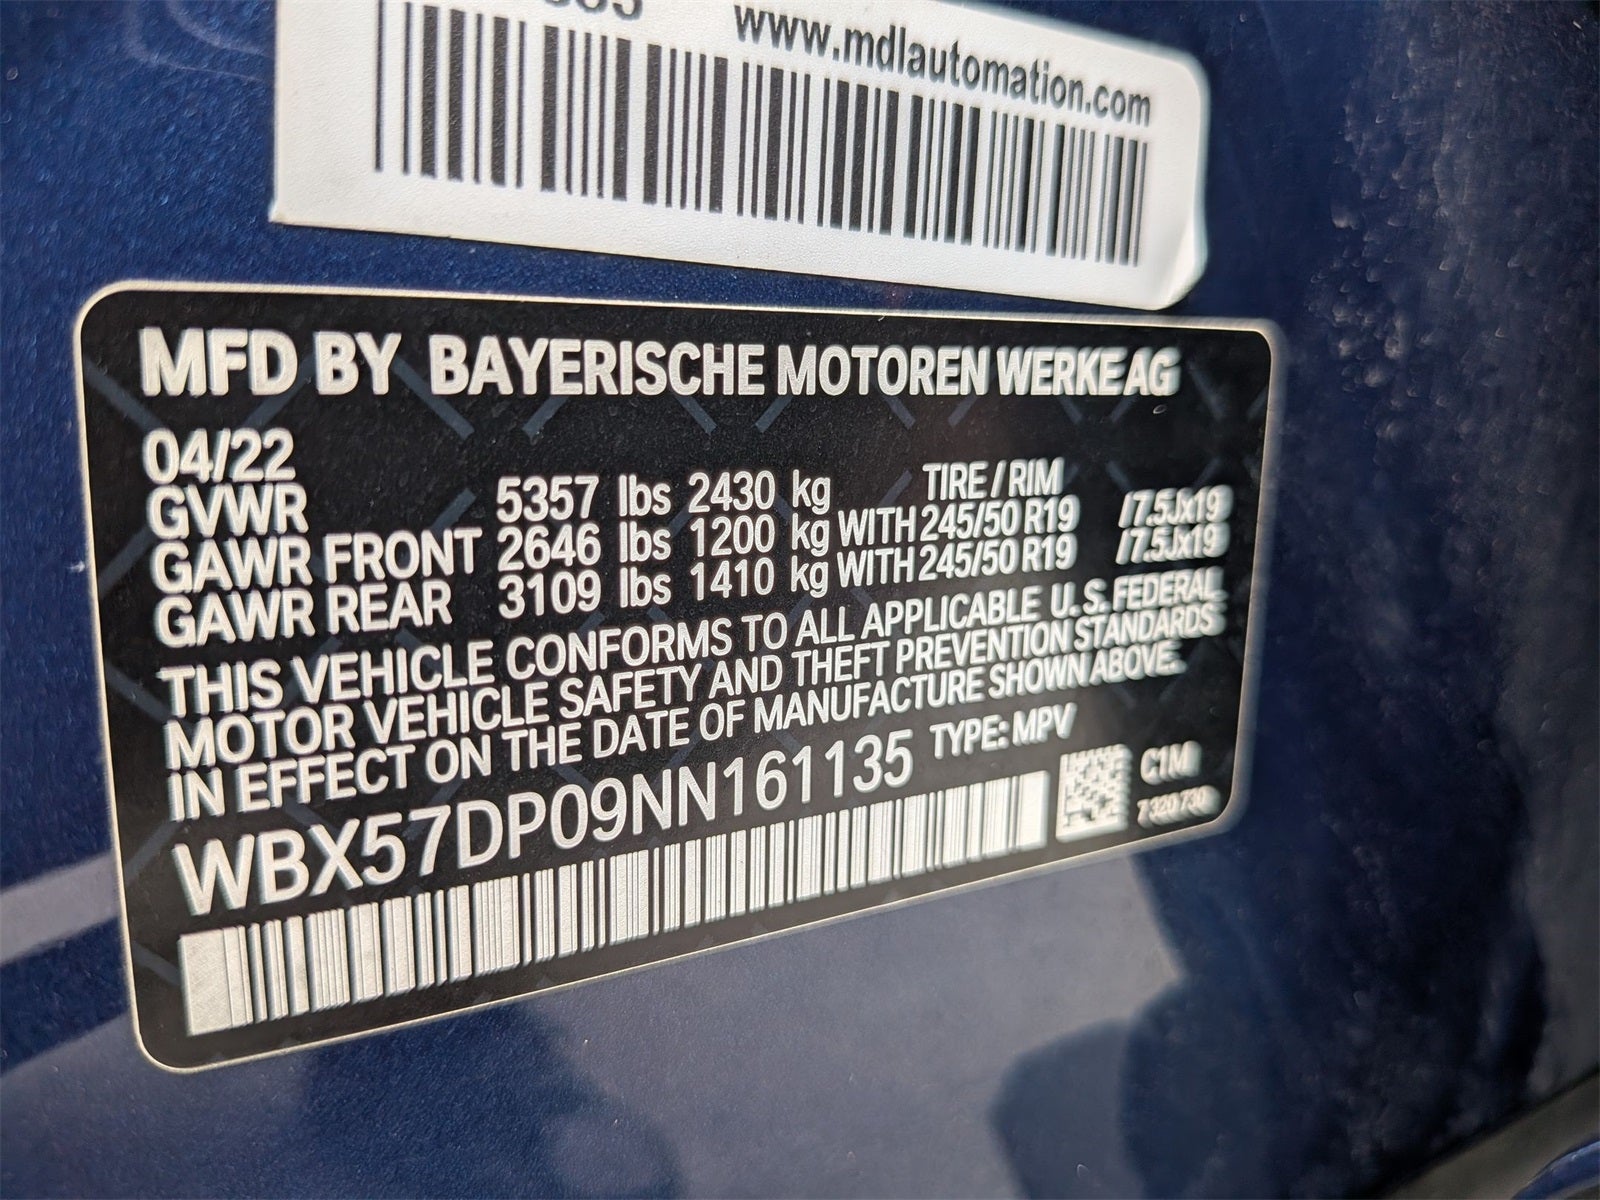 www.mdlautomation.com
MFD BY BAYERISCHE MOTOREN WERKE AG
04/22
GVWR 5357 lbs 2430 kg TIRE / RIM
GAWR FRONT 2646 lbs 1200 kg WITH 245/50 R19 /7.5Jx19
GAWR REAR 3109 lbs 1410 kg WITH 245/50 R19 /7.5Jx19
THIS VEHICLE CONFORMS TO ALL APPLICABLE U.S. FEDERAL
MOTOR VEHICLE SAFETY AND THEFT PREVENTION STANDARDS
IN EFFECT ON THE DATE OF MANUFACTURE SHOWN ABOVE.
WBX57DP09NN161135 TYPE: MPV
C1M
7 320 730